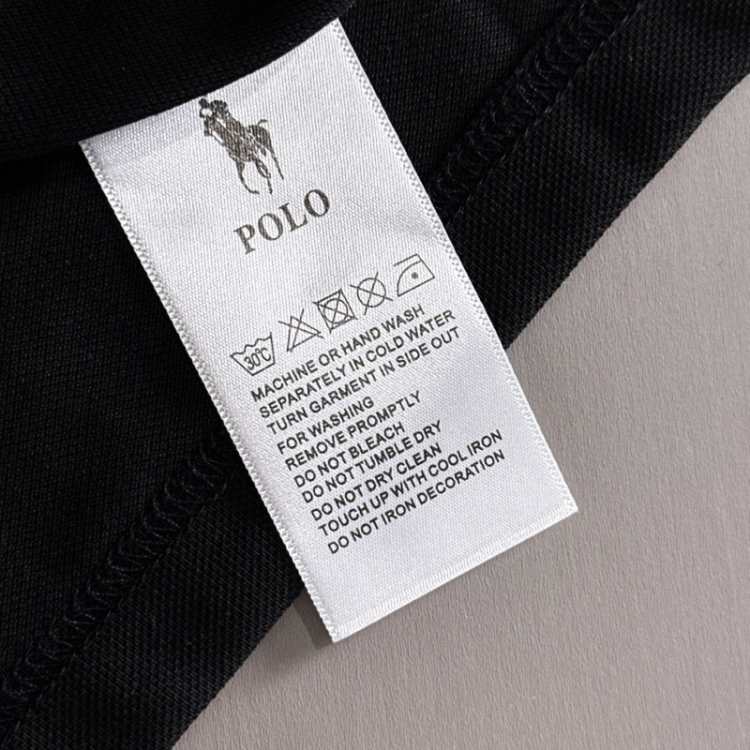 POLO
30°C
MACHINE OR HAND WASH
SEPARATELY IN COLD WATER
TURN GARMENT IN SIDE OUT
FOR WASHING
REMOVE PROMPTLY
DO NOT BLEACH
DO NOT TUMBLE DRY
DO NOT DRY CLEAN
TOUCH UP WITH COOL IRON
DO NOT IRON DECORATION